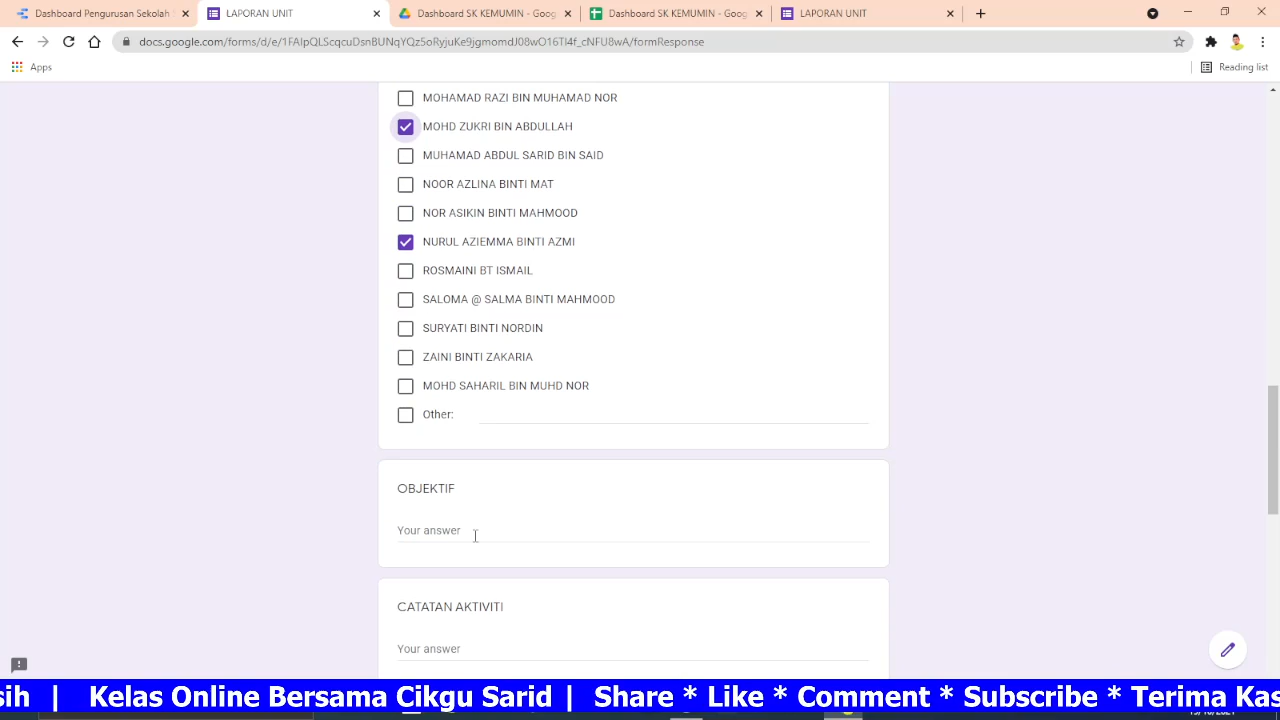 Dashboard Pengurusan Sekolah
LAPORAN UNIT
Dashboard SK KEMUMIN - Goog
Dashboard SK KEMUMIN - Goog
LAPORAN UNIT
docs.google.com/forms/d/e/1FAIpQLScqcuDsnBUNqYQz5oRyjuKe9jgmomdJ08wO16Tl4f_cNFU8wA/formResponse
Apps
Reading list
MOHAMAD RAZI BIN MUHAMAD NOR
MOHD ZUKRI BIN ABDULLAH
MUHAMAD ABDUL SARID BIN SAID
NOOR AZLINA BINTI MAT
NOR ASIKIN BINTI MAHMOOD
NURUL AZIEMMA BINTI AZMI
ROSMAINI BT ISMAIL
SALOMA @ SALMA BINTI MAHMOOD
SURYATI BINTI NORDIN
ZAINI BINTI ZAKARIA
MOHD SAHARIL BIN MUHD NOR
Other:
OBJEKTIF
Your answer
CATATAN AKTIVITI
Your answer
sih | Kelas Online Bersama Cikgu Sarid | Share * Like * Comment * Subscribe * Terima Kas